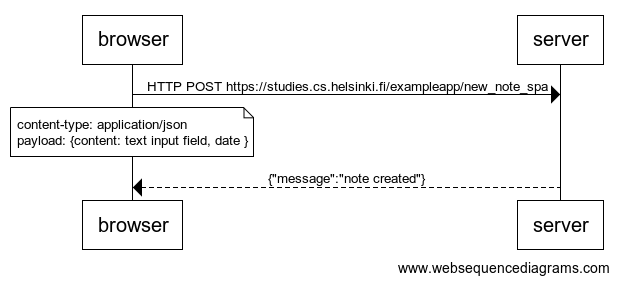 browser
server
HTTP POST https://studies.cs.helsinki.fi/exampleapp/new_note_spa
content-type: application/json
payload: {content: text input field, date }
{"message":"note created"}
browser
server
www.websequencediagrams.com